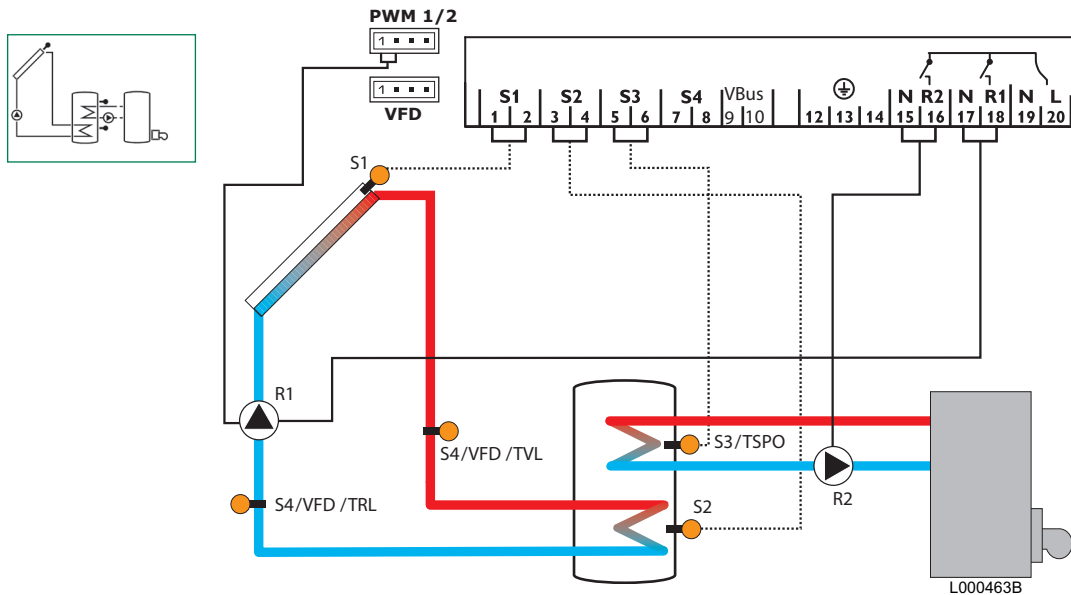 PWM 1/2
1
1
VFD
S1 S2 S3 S4 VBus N R2 N R1 N L
1 2 3 4 5 6 7 8 9 10 12 13 14 15 16 17 18 19 20
S1
R1
S4/VFD /TVL
S3/TSPO
R2
S4/VFD /TRL
S2
L000463B